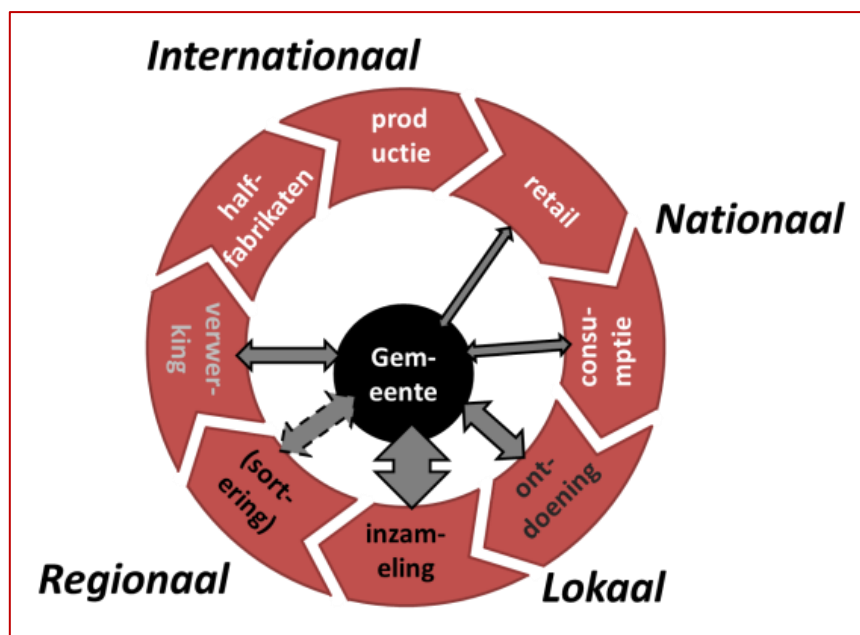 Internationaal
prod
uctie
retail
Nationaal
consu-
mptie
ont-
doening
Lokaal
inzam-
eling
(sort-
ering)
Regionaal
verwer-
king
half-
fabrikaten
Gem-
eente